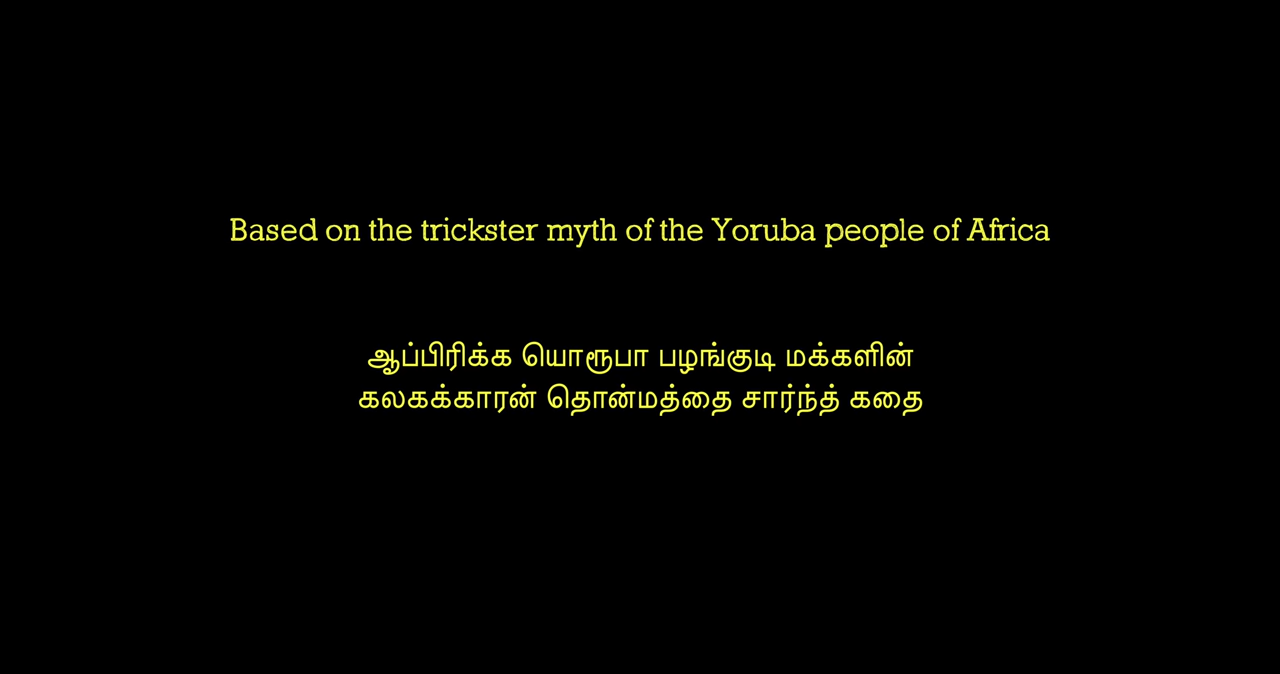 Based on the trickster myth of the Yoruba people of Africa
ஆப்பிரிக்க யொரூபா பழங்குடி மக்களின்
கலகக்காரன் தொன்மத்தை சார்ந்த் கதை